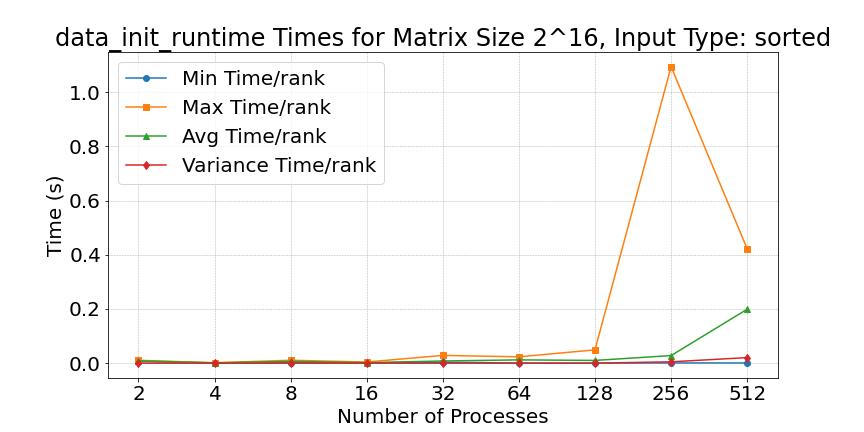 data_init_runtime Times for Matrix Size 2^16, Input Type: sorted
Min Time/rank
Max Time/rank
Avg Time/rank
Variance Time/rank
Time (s)
1.0
0.8
0.6
0.4
0.2
0.0
2 4 8 16 32 64 128 256 512
Number of Processes